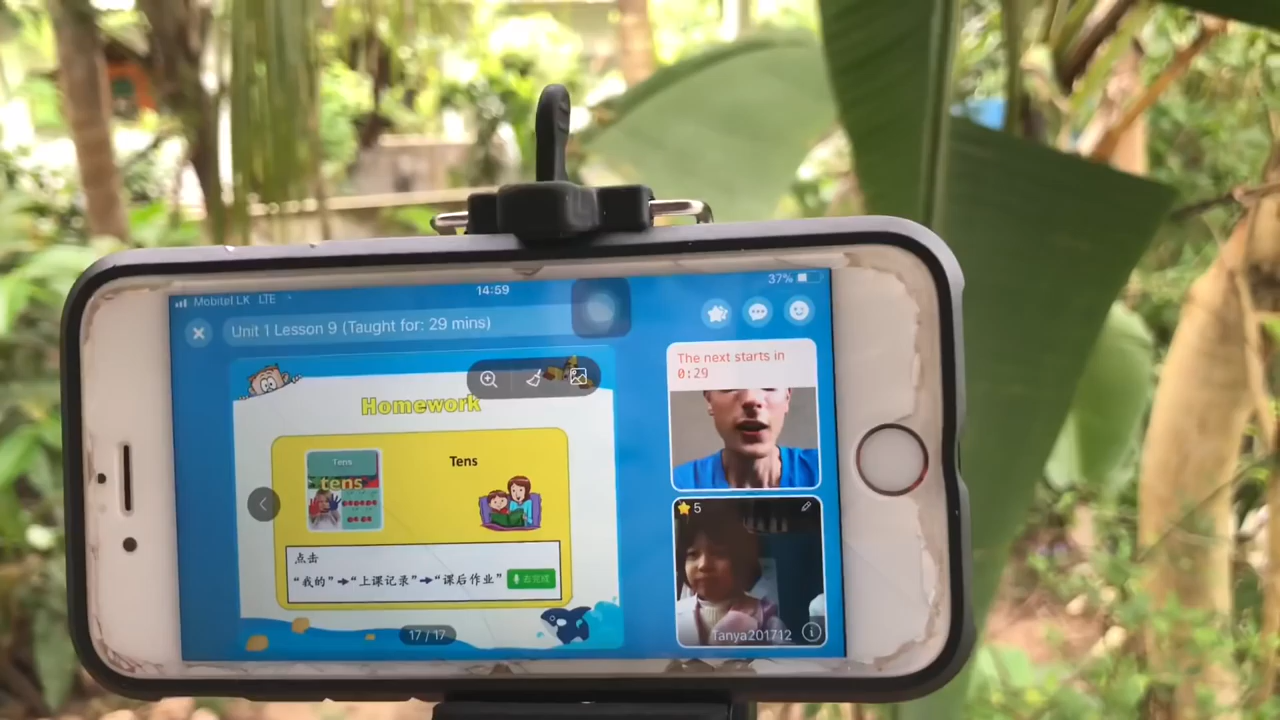 Mobitel LK LTE
14:59
37%
Unit 1 Lesson 9 (Taught for: 29 mins)
The next starts in
0:29
Homework
Tens
tens
Tens
点击
“我的”➔“上课记录”➔“课后作业”
去完成
17 / 17
5
Tanya201712